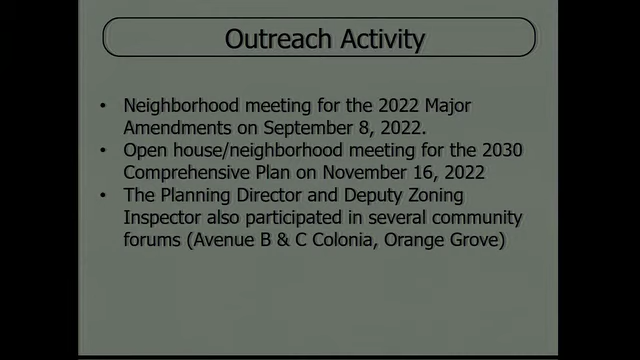 Outreach Activity
• Neighborhood meeting for the 2022 Major
Amendments on September 8, 2022.
• Open house/neighborhood meeting for the 2030
Comprehensive Plan on November 16, 2022
• The Planning Director and Deputy Zoning
Inspector also participated in several community
forums (Avenue B & C Colonia, Orange Grove)